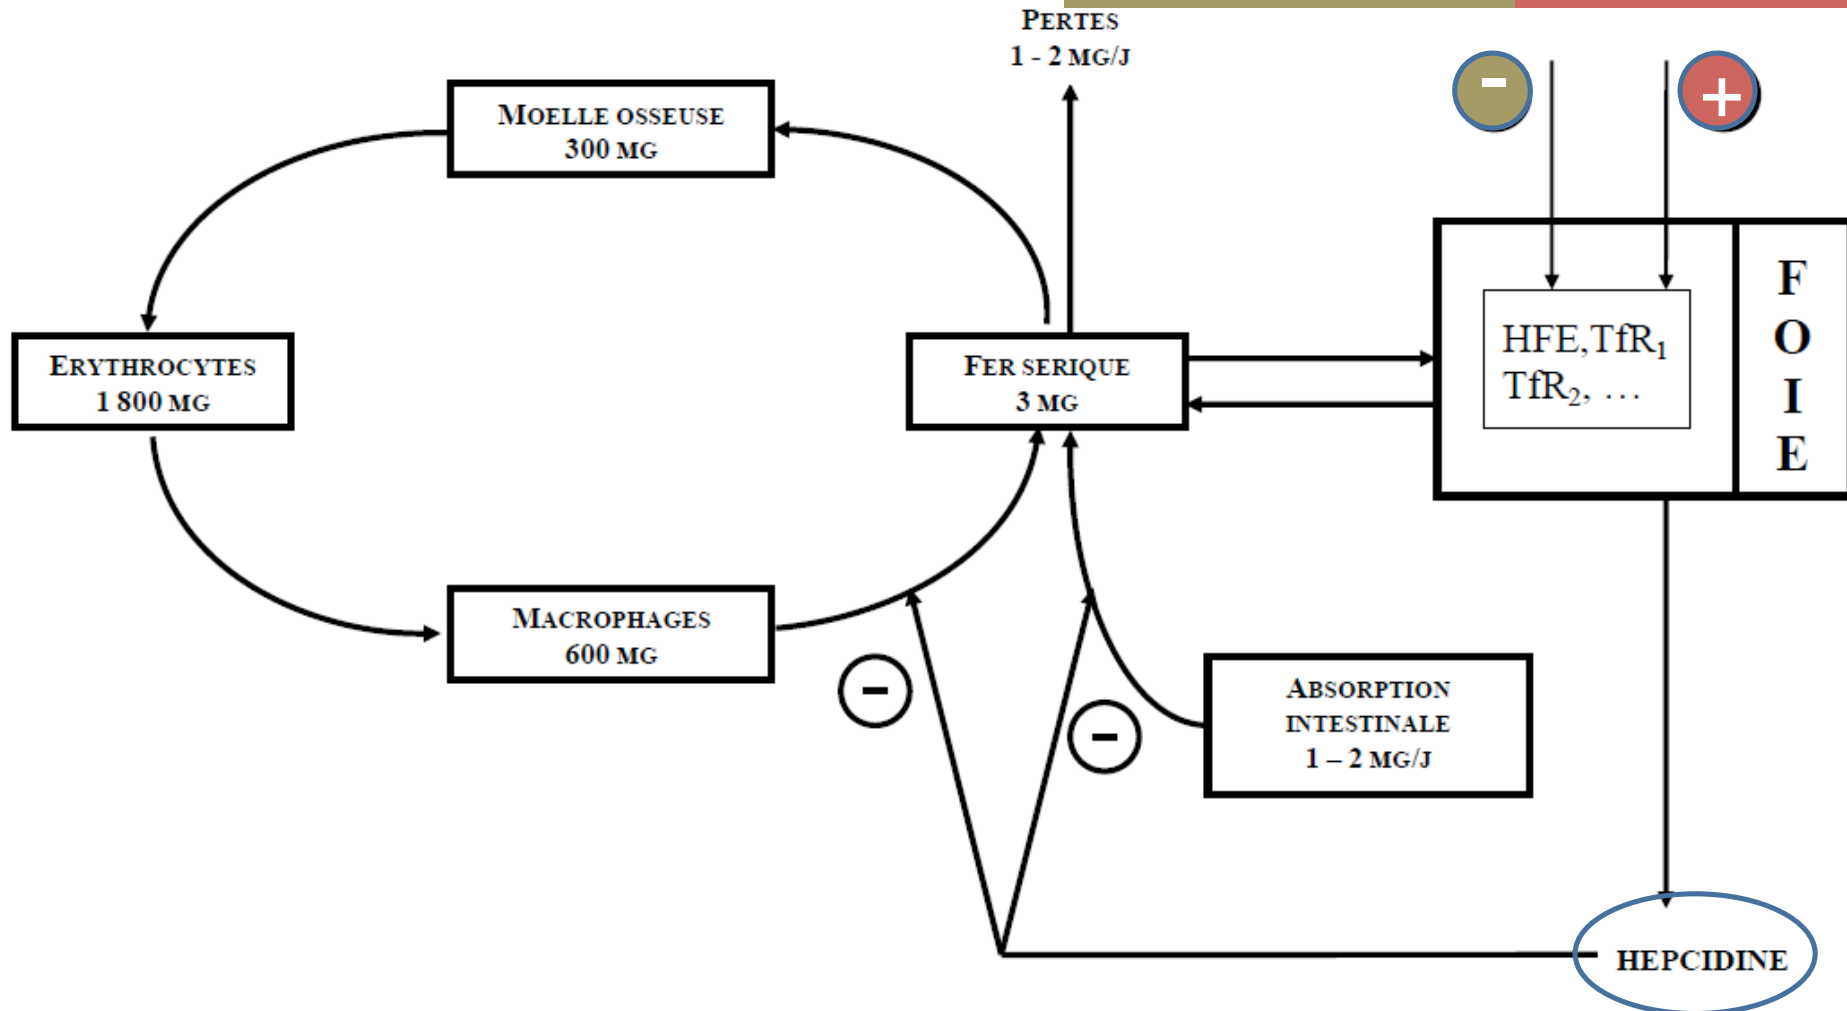 PERTES
1 - 2 MG/J
-
+
MOELLE OSSEUSE
300 MG
ERYTHROCYTES
1 800 MG
FER SERIQUE
3 MG
HFE,TfR₁
TfR₂, …
F
O
I
E
MACROPHAGES
600 MG
-
-
ABSORPTION
INTESTINALE
1 – 2 MG/J
HEPCIDINE